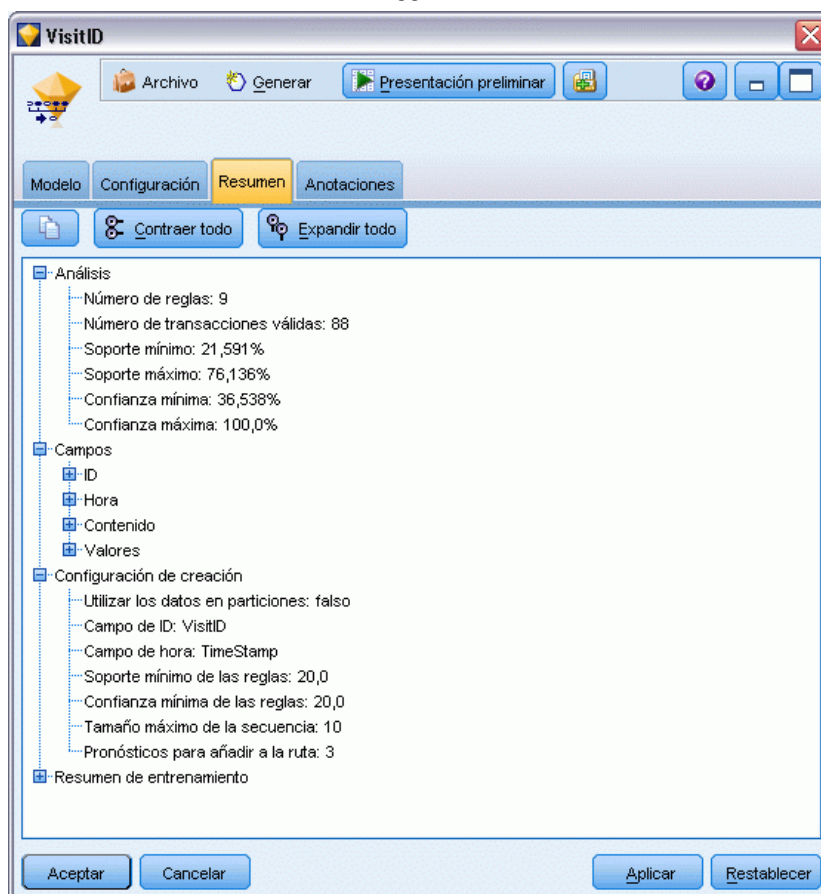 VisitID
Archivo Generar Presentación preliminar
Modelo Configuración Resumen Anotaciones
Contraer todo Expandir todo
Análisis
Número de reglas: 9
Número de transacciones válidas: 88
Soporte mínimo: 21,591%
Soporte máximo: 76,136%
Confianza mínima: 36,538%
Confianza máxima: 100,0%
Campos
ID
Hora
Contenido
Valores
Configuración de creación
Utilizar los datos en particiones: falso
Campo de ID: VisitID
Campo de hora: TimeStamp
Soporte mínimo de las reglas: 20,0
Confianza mínima de las reglas: 20,0
Tamaño máximo de la secuencia: 10
Pronósticos para añadir a la ruta: 3
Resumen de entrenamiento
Aceptar Cancelar Aplicar Restablecer